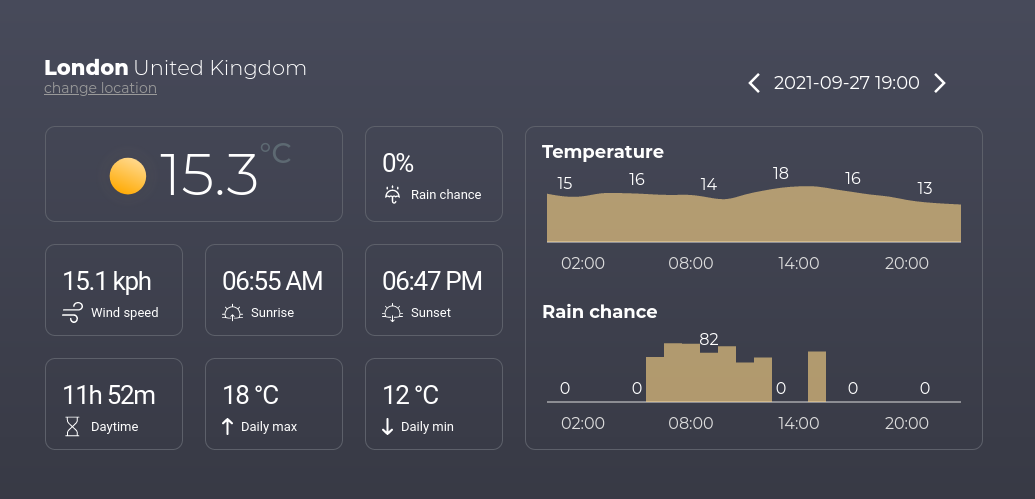 London United Kingdom
change location
2021-09-27 19:00
15.3 °C
0%
Rain chance
15.1 kph
Wind speed
06:55 AM
Sunrise
06:47 PM
Sunset
11h 52m
Daytime
18 °C
Daily max
12 °C
Daily min
Temperature
15 16 14 18 16 13
02:00 08:00 14:00 20:00
Rain chance
82
0 0 0 0 0
02:00 08:00 14:00 20:00